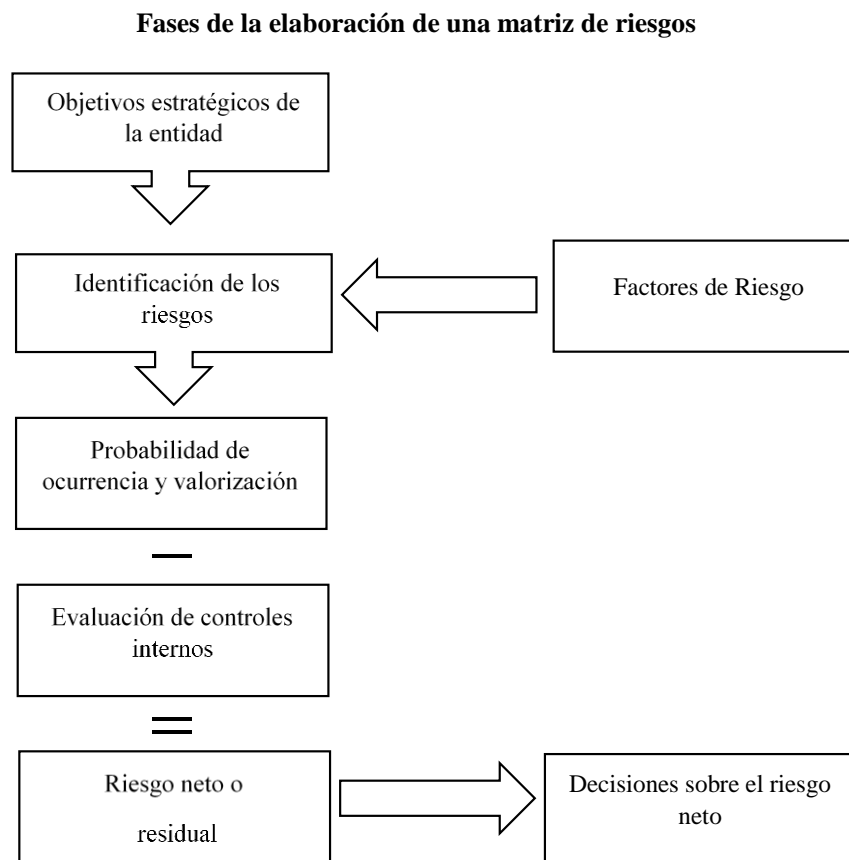 Fases de la elaboración de una matriz de riesgos
Objetivos estratégicos de
la entidad
Identificación de los
riesgos
Factores de Riesgo
Probabilidad de
ocurrencia y valorización
Evaluación de controles
internos
Riesgo neto o
residual
Decisiones sobre el riesgo
neto